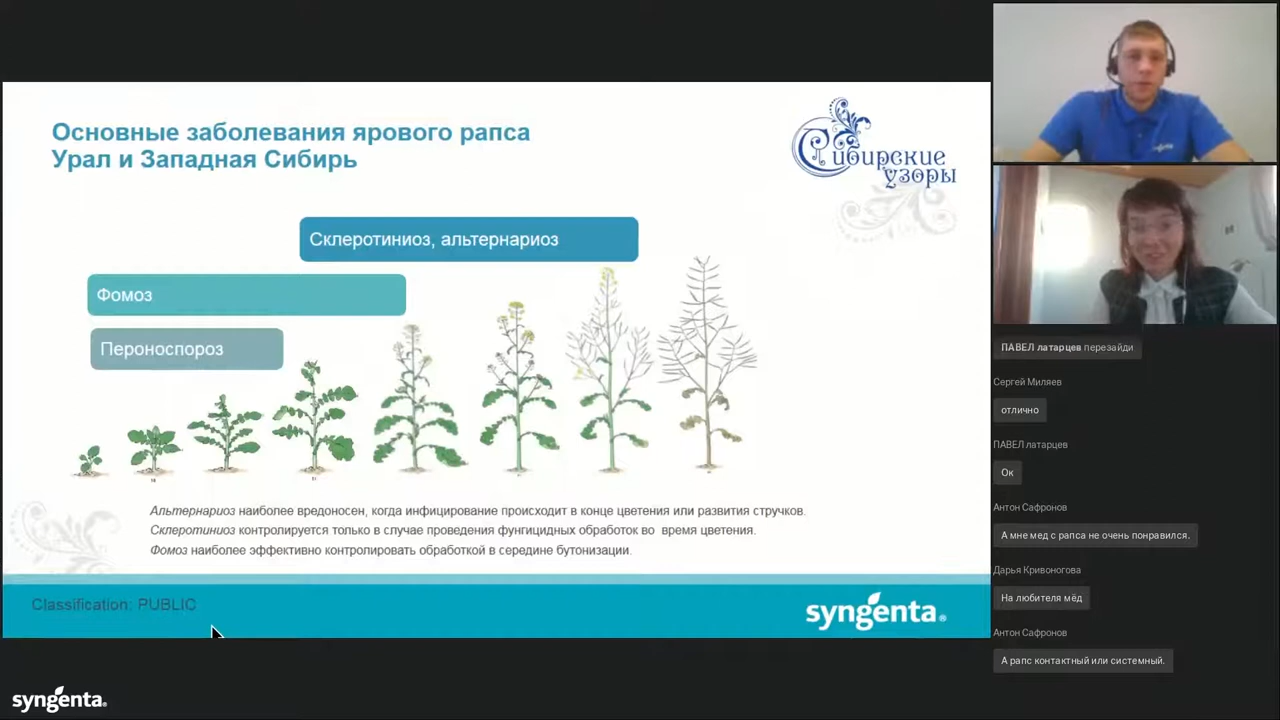 Основные заболевания ярового рапса
Урал и Западная Сибирь
Сибирские
узоры
Склеротиниоз, альтернариоз
Фомоз
Пероноспороз
Альтернариоз наиболее вредоносен, когда инфицирование происходит в конце цветения или развития стручков.
Склеротиниоз контролируется только в случае проведения фунгицидных обработок во время цветения.
Фомоз наиболее эффективно контролировать обработкой в середине бутонизации.
Classification: PUBLIC
syngenta®
syngenta®
ПАВЕЛ латарцев перезайди
Сергей Миляев
отлично
ПАВЕЛ латарцев
Ок
Антон Сафронов
А мне мед с рапса не очень понравился.
Дарья Кривоногова
На любителя мёд
Антон Сафронов
А рапс контактный или системный.